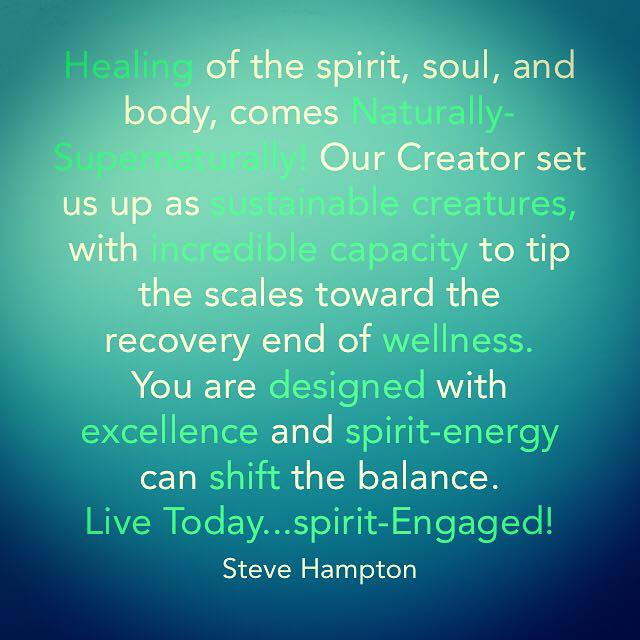 Healing of the spirit, soul, and
body, comes Naturally-
Supernaturally! Our Creator set
us up as sustainable creatures,
with incredible capacity to tip
the scales toward the
recovery end of wellness.
You are designed with
excellence and spirit-energy
can shift the balance.
Live Today...spirit-Engaged!
Steve Hampton